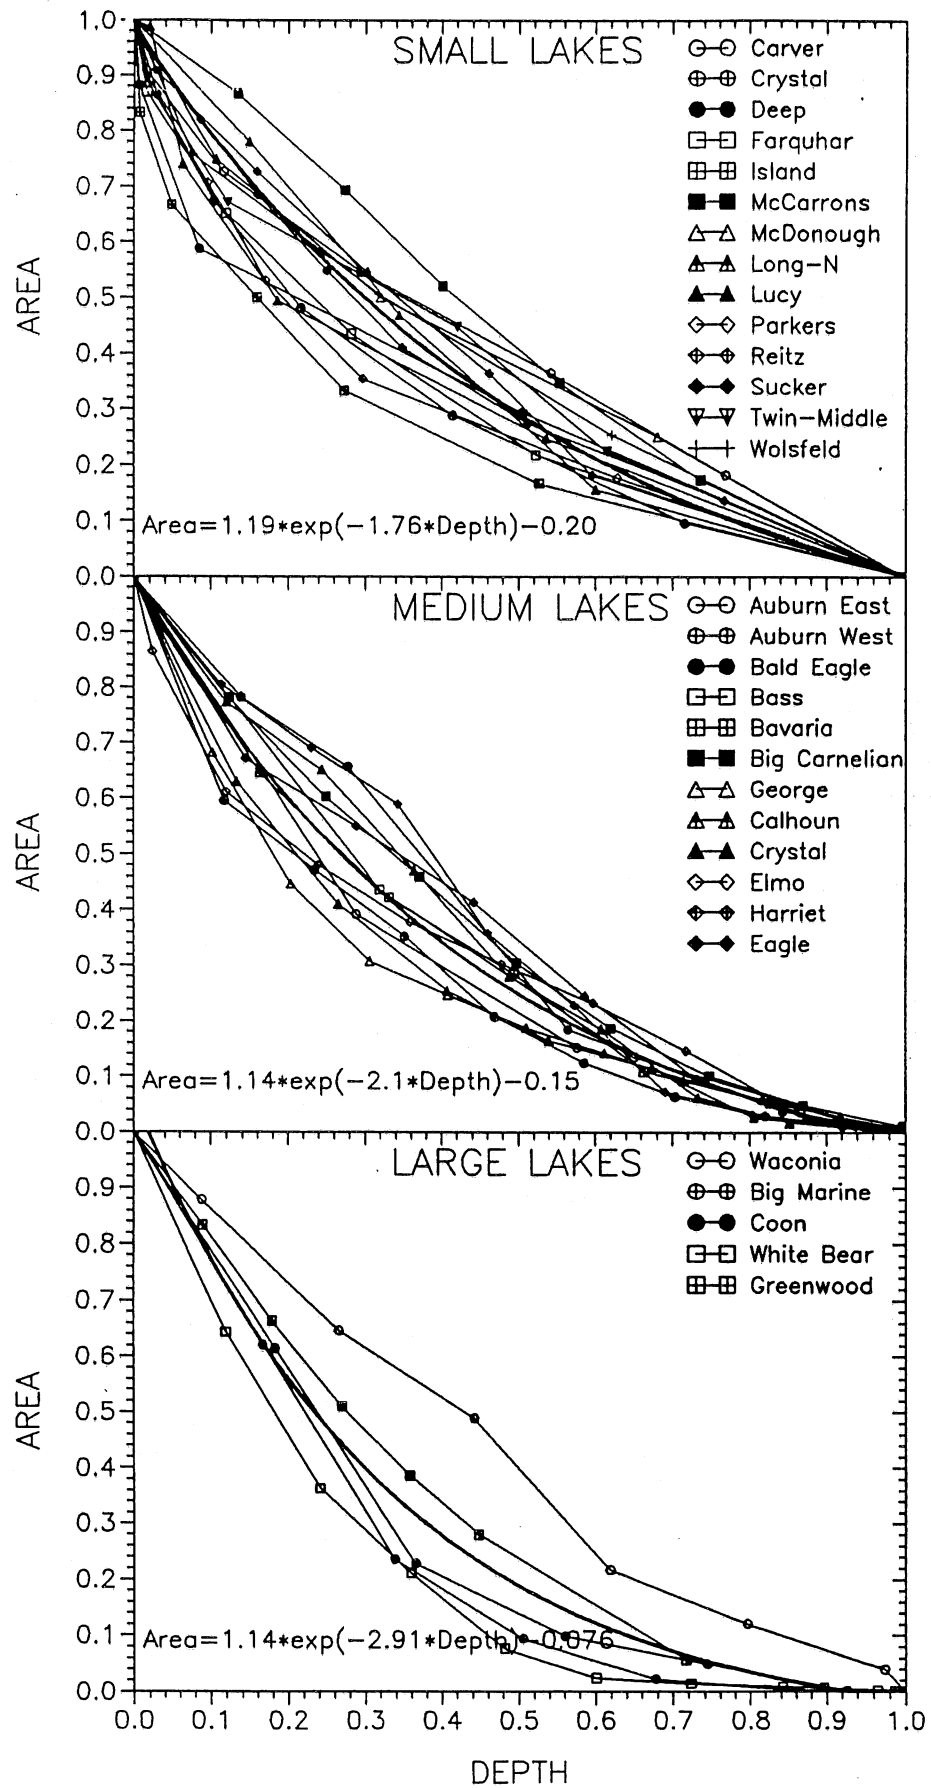 SMALL LAKES
Carver
Crystal
Deep
Farquhar
Island
McCarrons
McDonough
Long-N
Lucy
Parkers
Reitz
Sucker
Twin-Middle
Wolsfeld
1.0
0.9
0.8
0.7
0.6
0.5
0.4
0.3
0.2
0.1
0.0
AREA
Area=1.19*exp(-1.76*Depth)-0.20
MEDIUM LAKES
Auburn East
Auburn West
Bald Eagle
Bass
Bavaria
Big Carnelian
George
Calhoun
Crystal
Elmo
Harriet
Eagle
0.9
0.8
0.7
0.6
0.5
0.4
0.3
0.2
0.1
0.0
AREA
Area=1.14*exp(-2.1*Depth)-0.15
LARGE LAKES
Waconia
Big Marine
Coon
White Bear
Greenwood
0.9
0.8
0.7
0.6
0.5
0.4
0.3
0.2
0.1
0.0
AREA
Area=1.14*exp(-2.91*Depth)-0.076
0.0 0.1 0.2 0.3 0.4 0.5 0.6 0.7 0.8 0.9 1.0
DEPTH